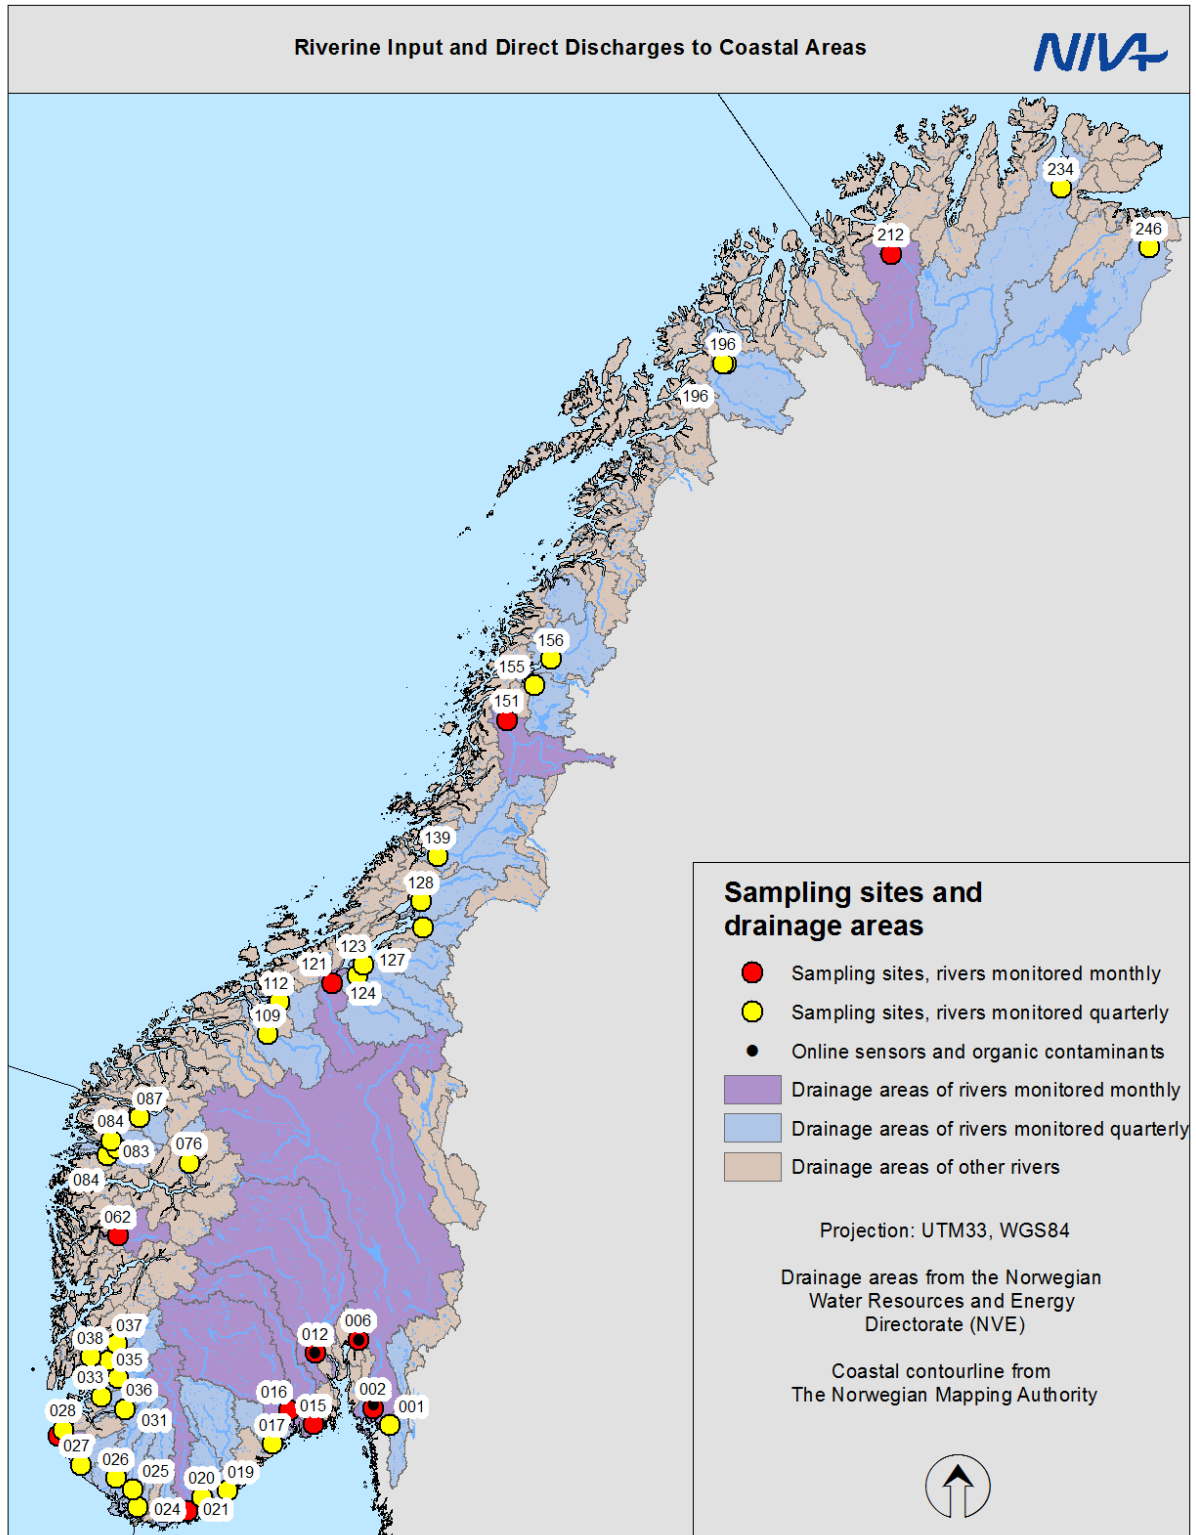 Riverine Input and Direct Discharges to Coastal Areas
NIVA
234
246
212
196
196
156
155
151
139
128
123
127
121
124
112
109
087
084
076
083
084
062
006
037
012
038
035
033
002
016
036
015
001
028
031
017
027
026
025
019
020
024
021
Sampling sites and
drainage areas
Sampling sites, rivers monitored monthly
Sampling sites, rivers monitored quarterly
Online sensors and organic contaminants
Drainage areas of rivers monitored monthly
Drainage areas of rivers monitored quarterly
Drainage areas of other rivers
Projection: UTM33, WGS84
Drainage areas from the Norwegian
Water Resources and Energy
Directorate (NVE)
Coastal contourline from
The Norwegian Mapping Authority